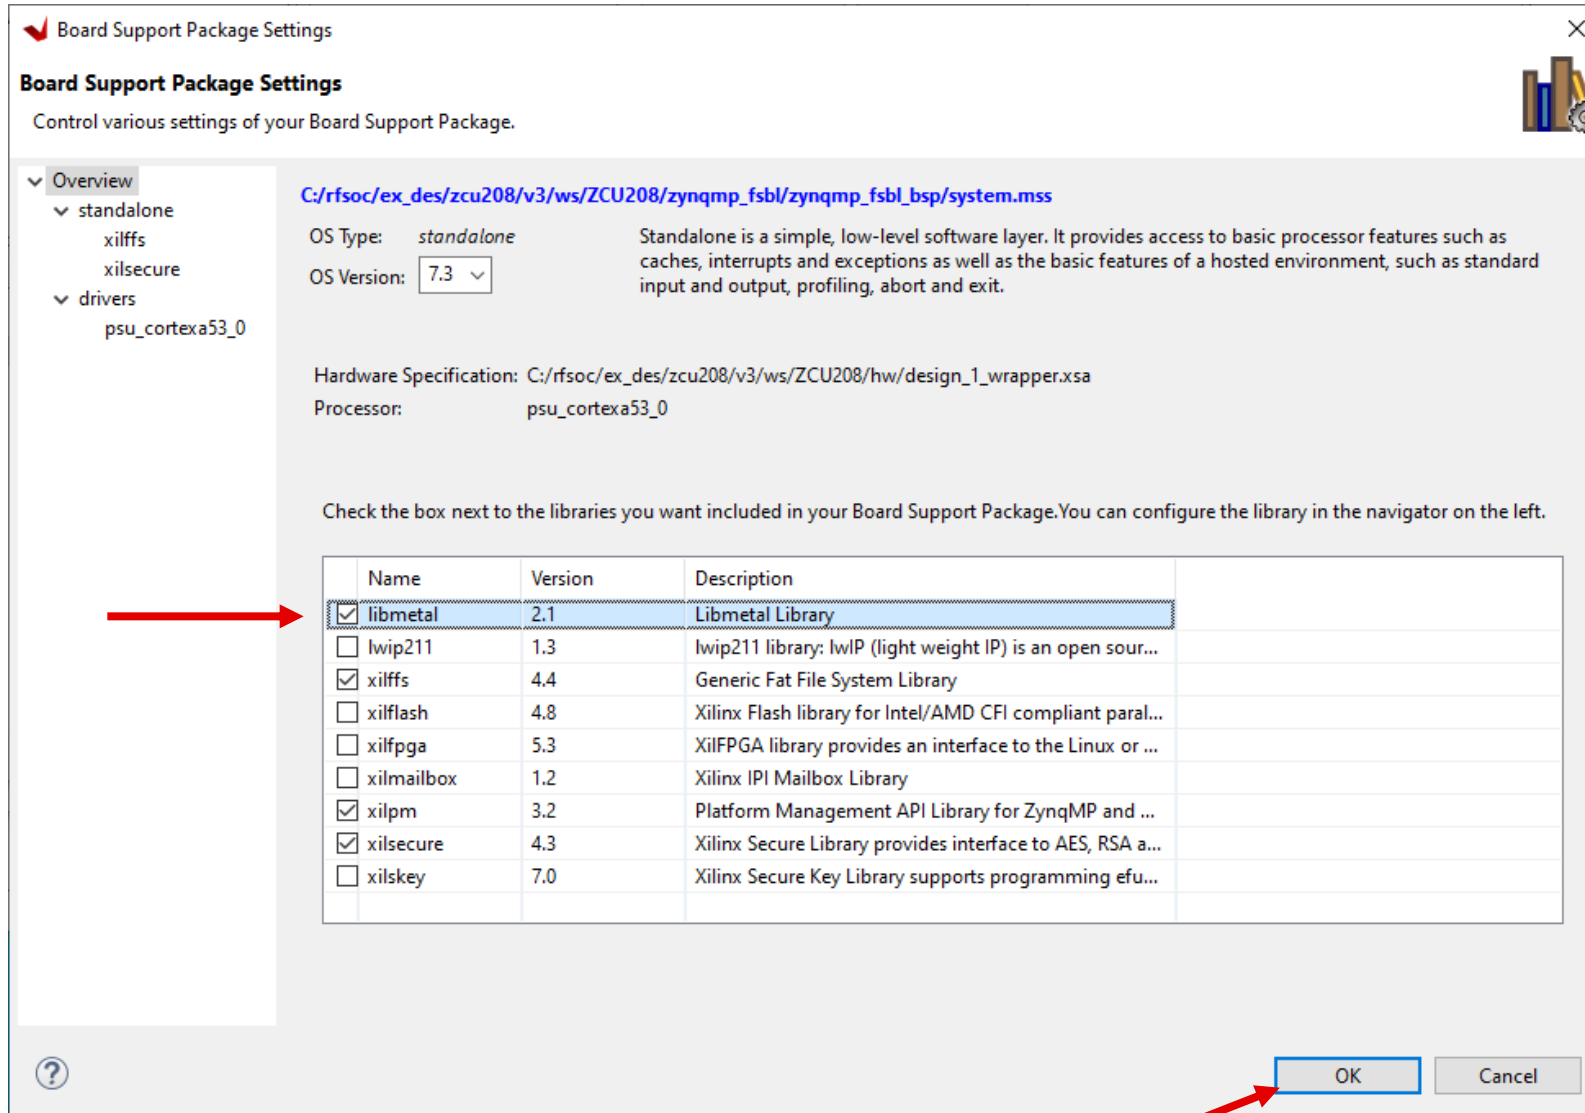 Board Support Package Settings
Board Support Package Settings
Control various settings of your Board Support Package.
Overview
standalone
xilffs
xilsecure
drivers
psu_cortexa53_0
C:/rfsoc/ex_des/zcu208/v3/ws/ZCU208/zynqmp_fsbl/zynqmp_fsbl_bsp/system.mss
OS Type: standalone
OS Version: 7.3
Standalone is a simple, low-level software layer. It provides access to basic processor features such as
caches, interrupts and exceptions as well as the basic features of a hosted environment, such as standard
input and output, profiling, abort and exit.
Hardware Specification: C:/rfsoc/ex_des/zcu208/v3/ws/ZCU208/hw/design_1_wrapper.xsa
Processor: psu_cortexa53_0
Check the box next to the libraries you want included in your Board Support Package.You can configure the library in the navigator on the left.
Name Version Description
libmetal 2.1 Libmetal Library
lwip211 1.3 lwip211 library: lwIP (light weight IP) is an open sour...
xilffs 4.4 Generic Fat File System Library
xilflash 4.8 Xilinx Flash library for Intel/AMD CFI compliant paral...
xilfpga 5.3 XilFPGA library provides an interface to the Linux or ...
xilmailbox 1.2 Xilinx IPI Mailbox Library
xilpm 3.2 Platform Management API Library for ZynqMP and ...
xilsecure 4.3 Xilinx Secure Library provides interface to AES, RSA a...
xilskey 7.0 Xilinx Secure Key Library supports programming efu...
?
OK Cancel